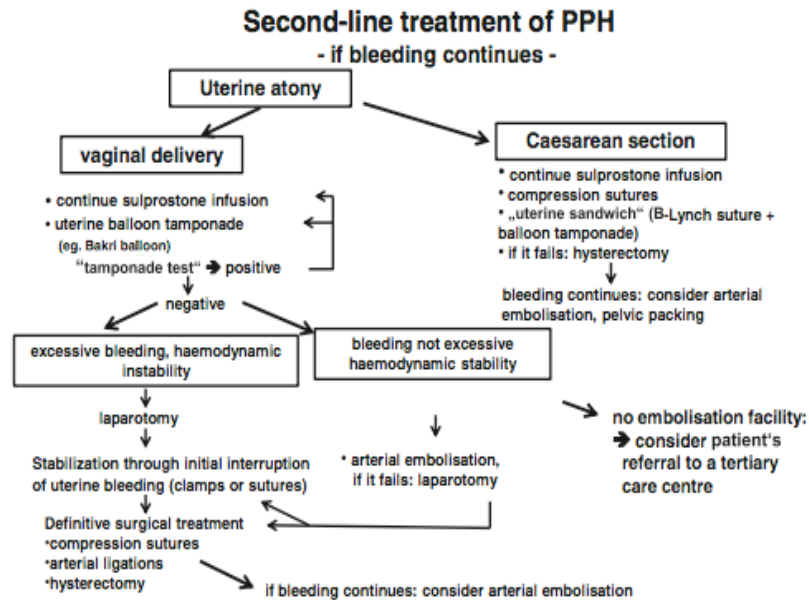 Second-line treatment of PPH
- if bleeding continues -
Uterine atony
vaginal delivery
• continue sulprostone infusion
• uterine balloon tamponade
(eg. Bakri balloon)
"tamponade test“ ➔ positive
negative
excessive bleeding, haemodynamic
instability
laparotomy
Stabilization through initial interruption
of uterine bleeding (clamps or sutures)
Definitive surgical treatment
•compression sutures
•arterial ligations
•hysterectomy
if bleeding continues: consider arterial embolisation
bleeding not excessive
haemodynamic stability
• arterial embolisation,
if it fails: laparotomy
no embolisation facility:
➔ consider patient's
referral to a tertiary
care centre
Caesarean section
• continue sulprostone infusion
• compression sutures
• „uterine sandwich“ (B-Lynch suture +
balloon tamponade)
• if it fails: hysterectomy
bleeding continues: consider arterial
embolisation, pelvic packing